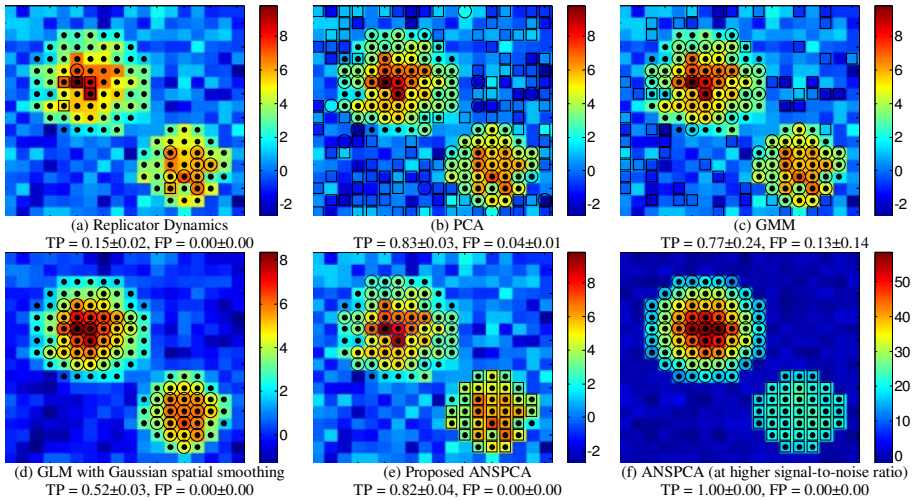 8
6
4
2
0
-2
(a) Replicator Dynamics
TP = 0.15±0.02, FP = 0.00±0.00
8
6
4
2
0
-2
(b) PCA
TP = 0.83±0.03, FP = 0.04±0.01
8
6
4
2
0
-2
(c) GMM
TP = 0.77±0.24, FP = 0.13±0.14
8
6
4
2
0
(d) GLM with Gaussian spatial smoothing
TP = 0.52±0.03, FP = 0.00±0.00
8
6
4
2
0
-2
(e) Proposed ANSPCA
TP = 0.82±0.04, FP = 0.00±0.00
50
40
30
20
10
0
(f) ANSPCA (at higher signal-to-noise ratio)
TP = 1.00±0.00, FP = 0.00±0.00